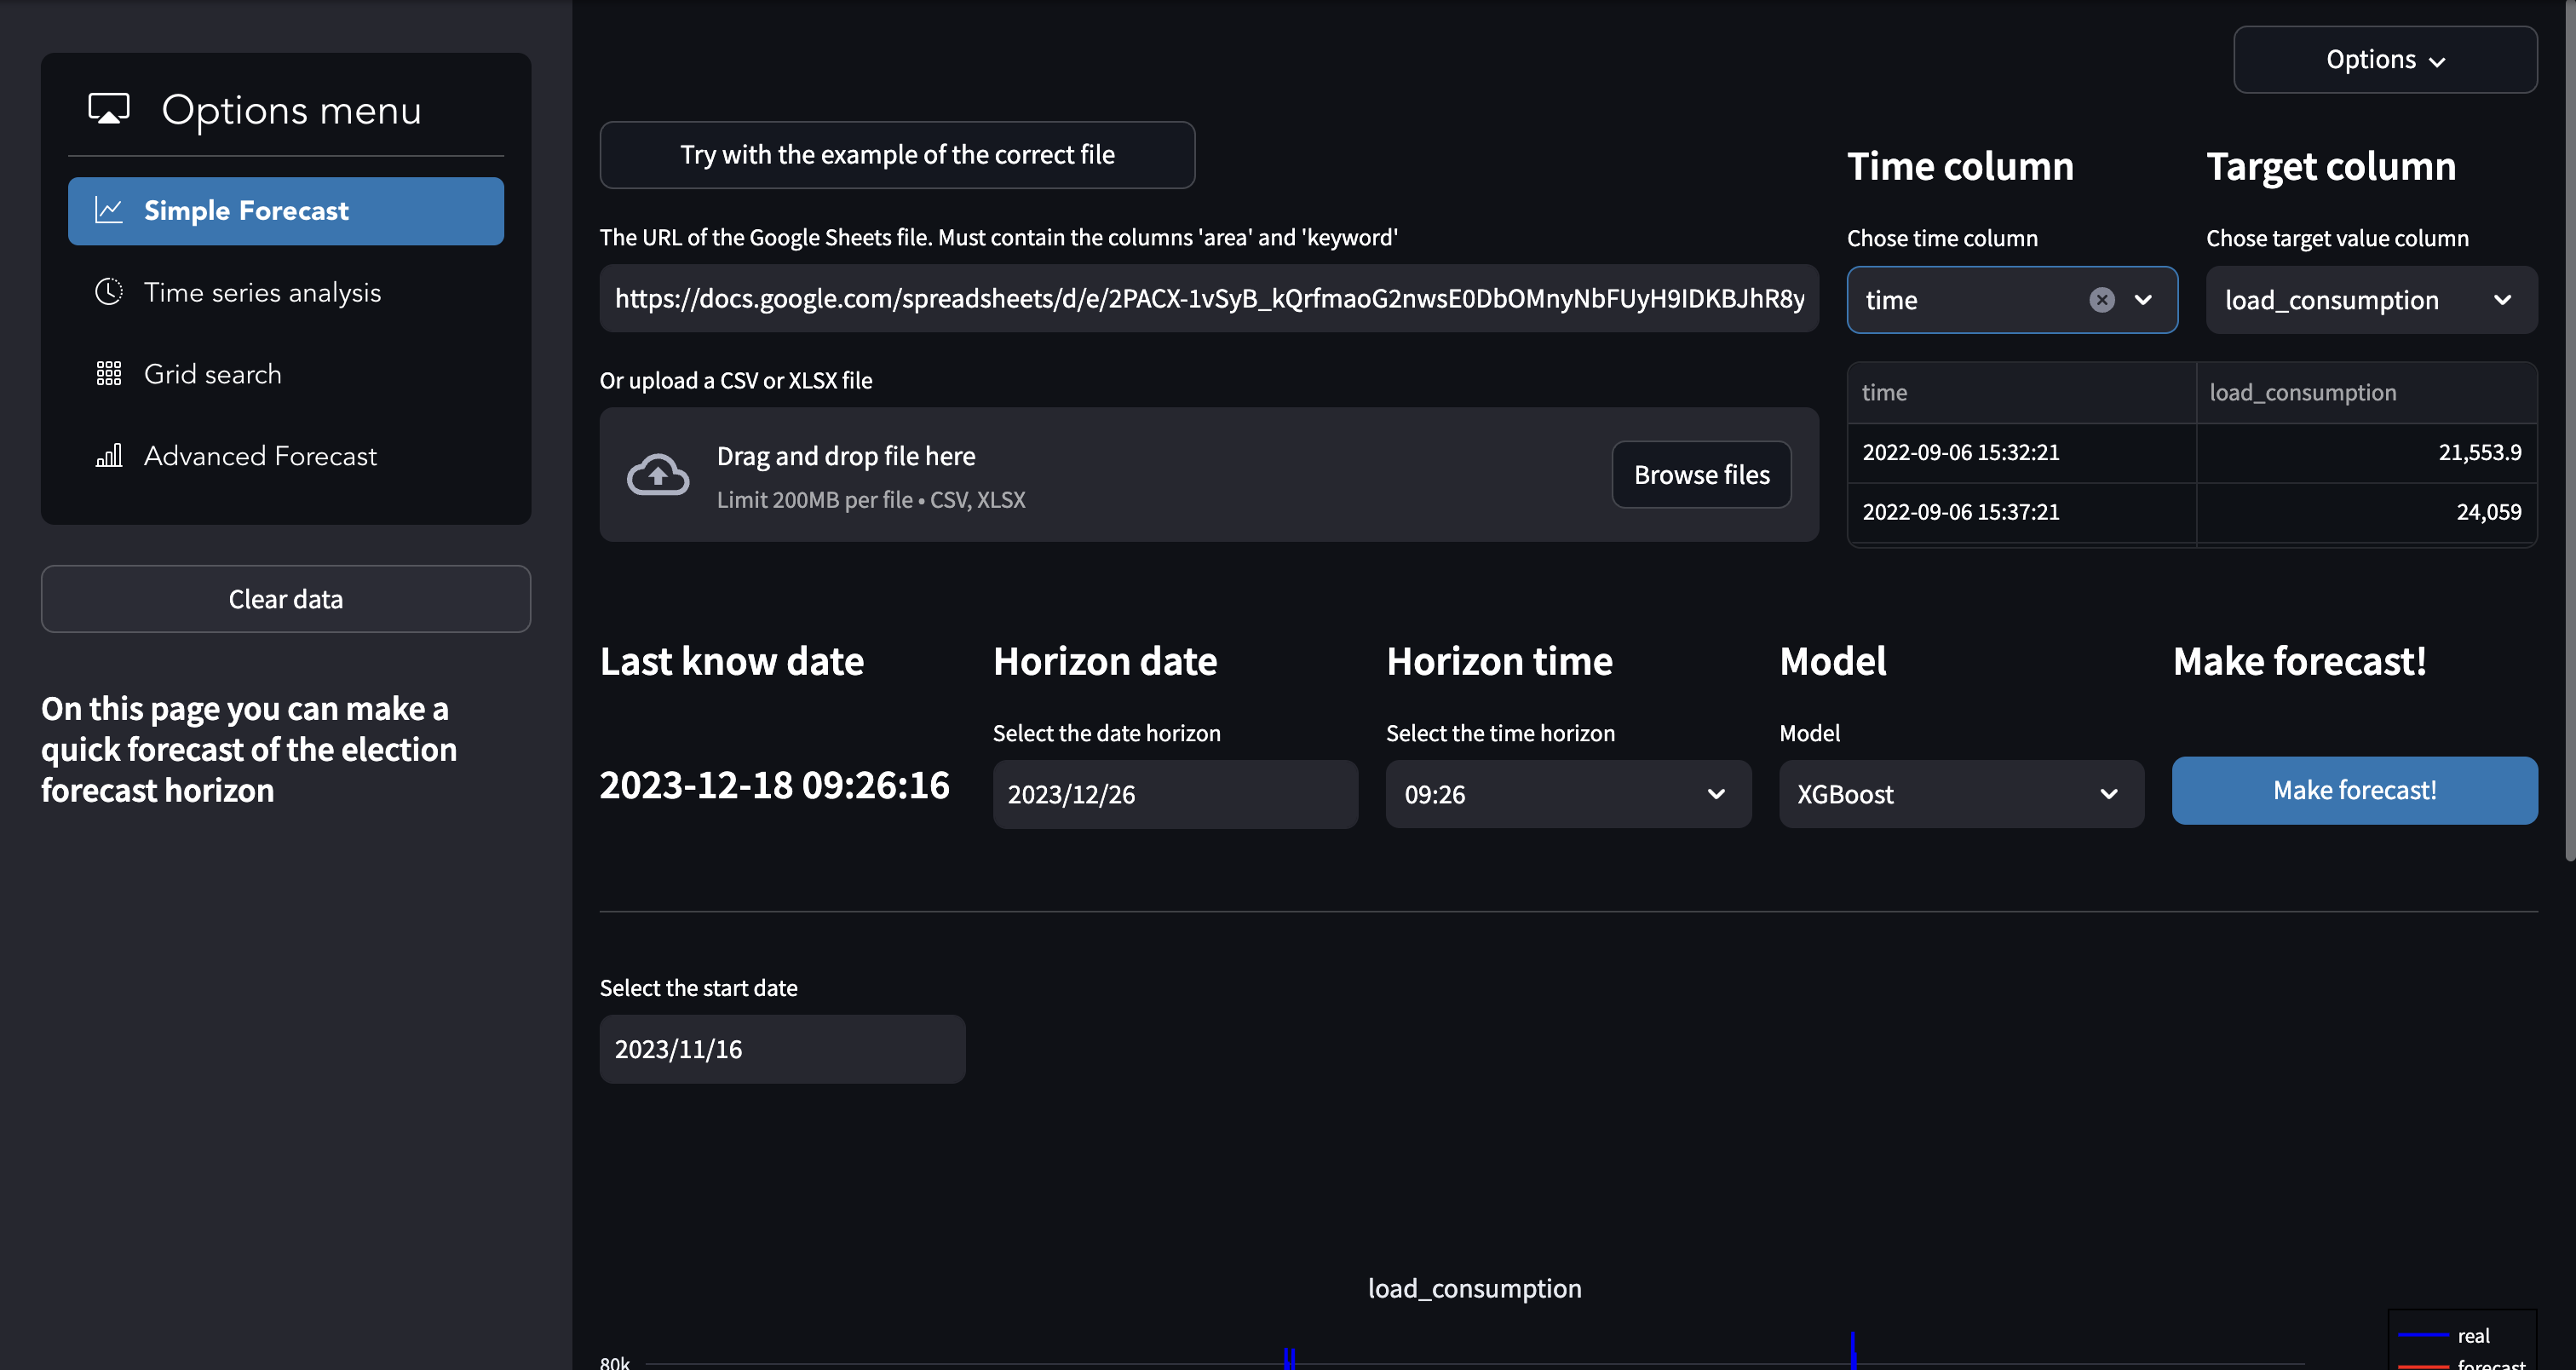 Options menu
Simple Forecast
Time series analysis
Grid search
Advanced Forecast
Clear data
On this page you can make a
quick forecast of the election
forecast horizon
Options
Try with the example of the correct file
The URL of the Google Sheets file. Must contain the columns 'area' and 'keyword'
https://docs.google.com/spreadsheets/d/e/2PACX-1vSyB_kQrfmaoG2nwsE0DbOMnyNbFUyH9IDKBJhR8y
Or upload a CSV or XLSX file
Drag and drop file here
Limit 200MB per file • CSV, XLSX
Browse files
Time column
Target column
Chose time column
Chose target value column
time
load_consumption
time load_consumption
2022-09-06 15:32:21 21,553.9
2022-09-06 15:37:21 24,059
Last know date
Horizon date
Horizon time
Model
Make forecast!
Select the date horizon
Select the time horizon
Model
2023-12-18 09:26:16
2023/12/26
09:26
XGBoost
Make forecast!
Select the start date
2023/11/16
load_consumption
80k
real
forecast